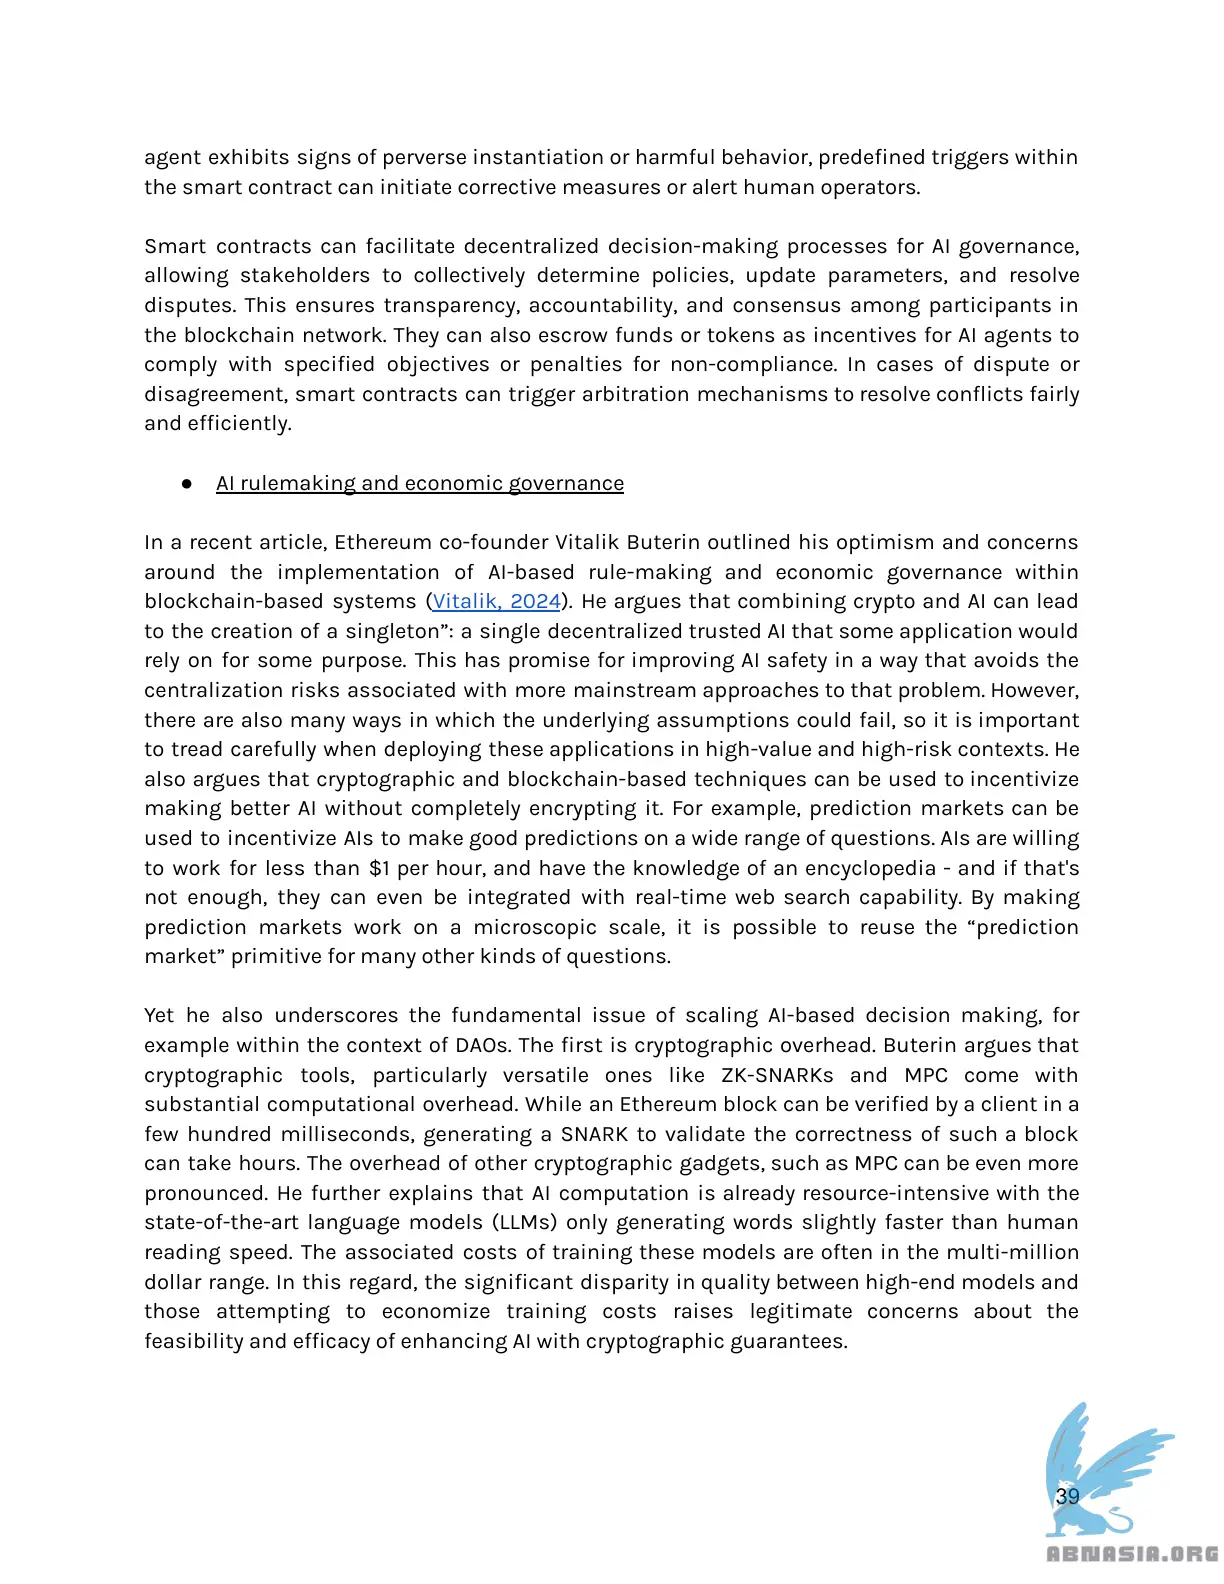 agent exhibits signs of perverse instantiation or harmful behavior, predefined triggers within
the smart contract can initiate corrective measures or alert human operators.
Smart contracts can facilitate decentralized decision-making processes for AI governance,
allowing stakeholders to collectively determine policies, update parameters, and resolve
disputes. This ensures transparency, accountability, and consensus among participants in
the blockchain network. They can also escrow funds or tokens as incentives for AI agents to
comply with specified objectives or penalties for non-compliance. In cases of dispute or
disagreement, smart contracts can trigger arbitration mechanisms to resolve conflicts fairly
and efficiently.
● AI rulemaking and economic governance
In a recent article, Ethereum co-founder Vitalik Buterin outlined his optimism and concerns
around the implementation of AI-based rule-making and economic governance within
blockchain-based systems (Vitalik, 2024). He argues that combining crypto and AI can lead
to the creation of a singleton”: a single decentralized trusted AI that some application would
rely on for some purpose. This has promise for improving AI safety in a way that avoids the
centralization risks associated with more mainstream approaches to that problem. However,
there are also many ways in which the underlying assumptions could fail, so it is important
to tread carefully when deploying these applications in high-value and high-risk contexts. He
also argues that cryptographic and blockchain-based techniques can be used to incentivize
making better AI without completely encrypting it. For example, prediction markets can be
used to incentivize AIs to make good predictions on a wide range of questions. AIs are willing
to work for less than $1 per hour, and have the knowledge of an encyclopedia - and if that's
not enough, they can even be integrated with real-time web search capability. By making
prediction markets work on a microscopic scale, it is possible to reuse the “prediction
market” primitive for many other kinds of questions.
Yet he also underscores the fundamental issue of scaling AI-based decision making, for
example within the context of DAOs. The first is cryptographic overhead. Buterin argues that
cryptographic tools, particularly versatile ones like ZK-SNARKs and MPC come with
substantial computational overhead. While an Ethereum block can be verified by a client in a
few hundred milliseconds, generating a SNARK to validate the correctness of such a block
can take hours. The overhead of other cryptographic gadgets, such as MPC can be even more
pronounced. He further explains that AI computation is already resource-intensive with the
state-of-the-art language models (LLMs) only generating words slightly faster than human
reading speed. The associated costs of training these models are often in the multi-million
dollar range. In this regard, the significant disparity in quality between high-end models and
those attempting to economize training costs raises legitimate concerns about the
feasibility and efficacy of enhancing AI with cryptographic guarantees.
39
ABNASIA.ORG